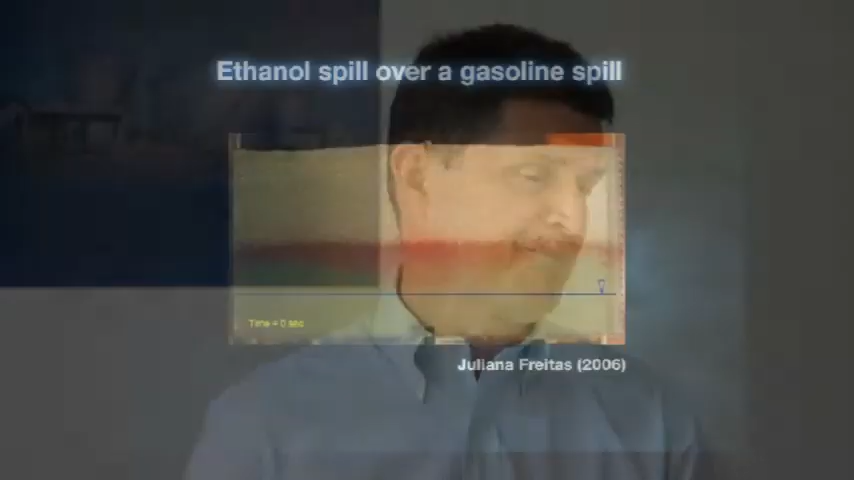 Ethanol spill over a gasoline spill
Time = 0 sec
Juliana Freitas (2006)